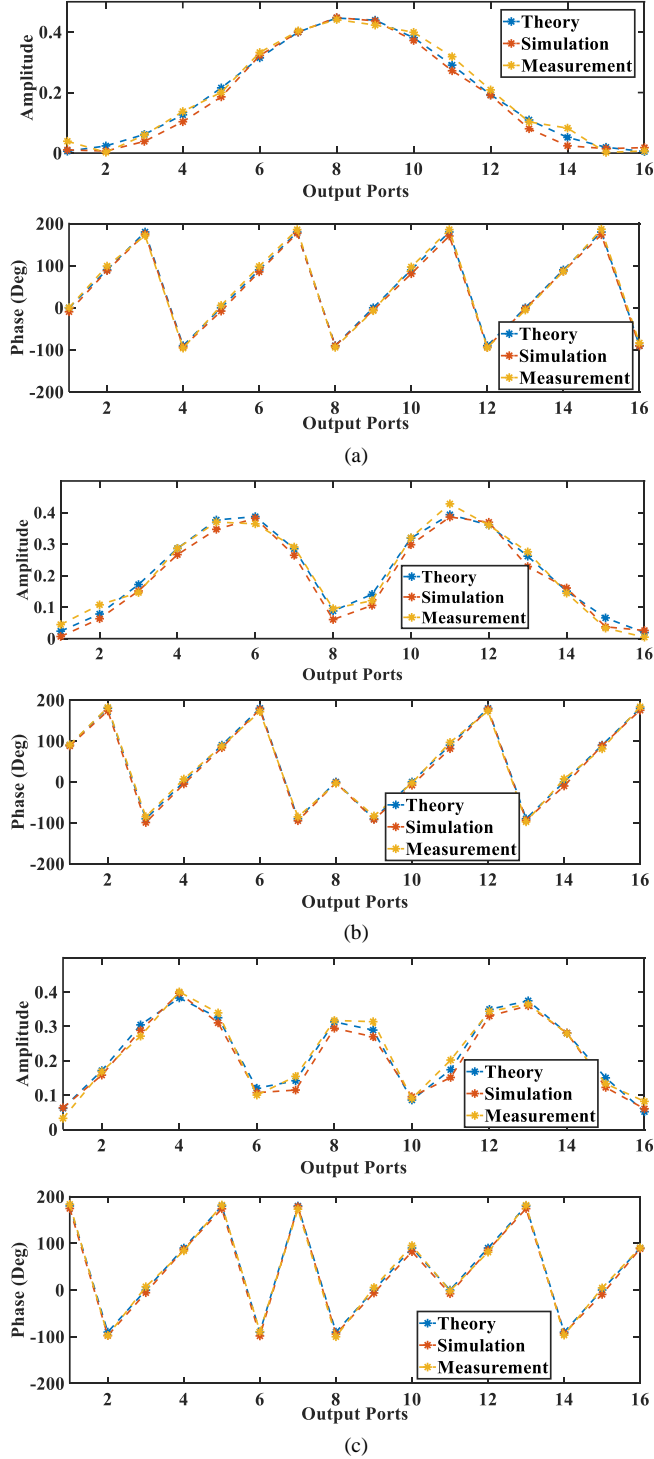 Amplitude
0.4
0.2
0
Theory
Simulation
Measurement
2 4 6 8 10 12 14 16
Output Ports
Phase (Deg)
200
100
0
-100
-200
Theory
Simulation
Measurement
2 4 6 8 10 12 14 16
Output Ports
(a)
Amplitude
0.4
0.3
0.2
0.1
0
Theory
Simulation
Measurement
2 4 6 8 10 12 14 16
Output Ports
Phase (Deg)
200
100
0
-100
-200
Theory
Simulation
Measurement
2 4 6 8 10 12 14 16
Output Ports
(b)
Amplitude
0.4
0.3
0.2
0.1
0
Theory
Simulation
Measurement
2 4 6 8 10 12 14 16
Output Ports
Phase (Deg)
200
100
0
-100
-200
Theory
Simulation
Measurement
2 4 6 8 10 12 14 16
Output Ports
(c)